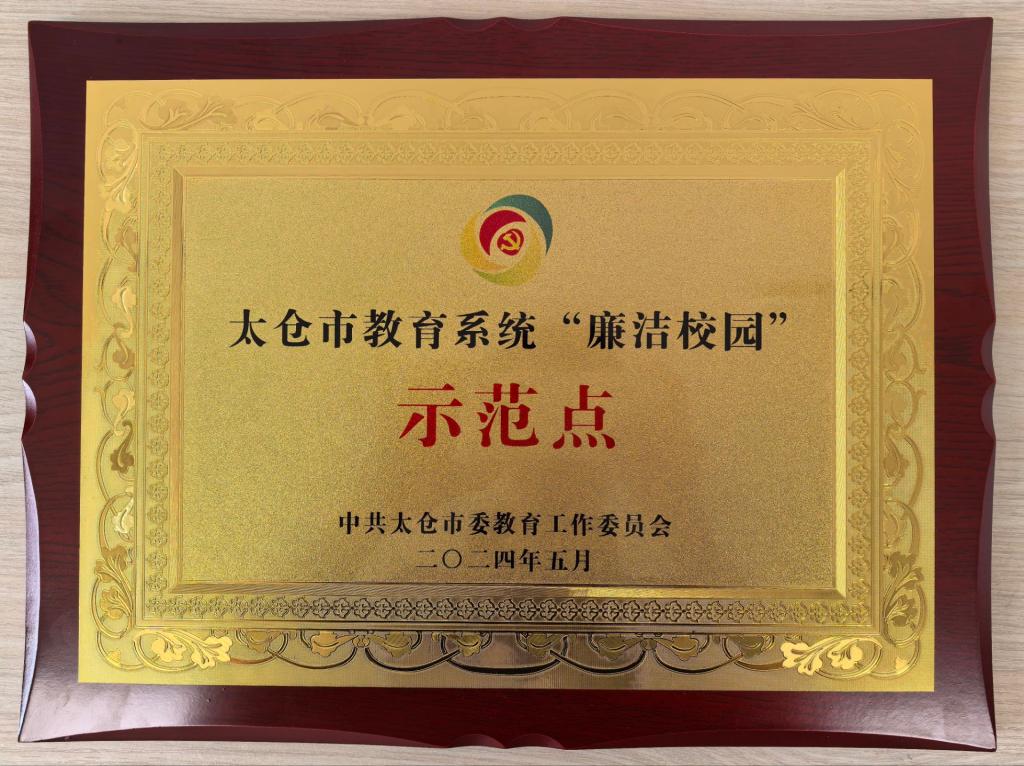 太仓市教育系统“廉洁校园”
示范点
中共太仓市委教育工作委员会
二〇二四年五月